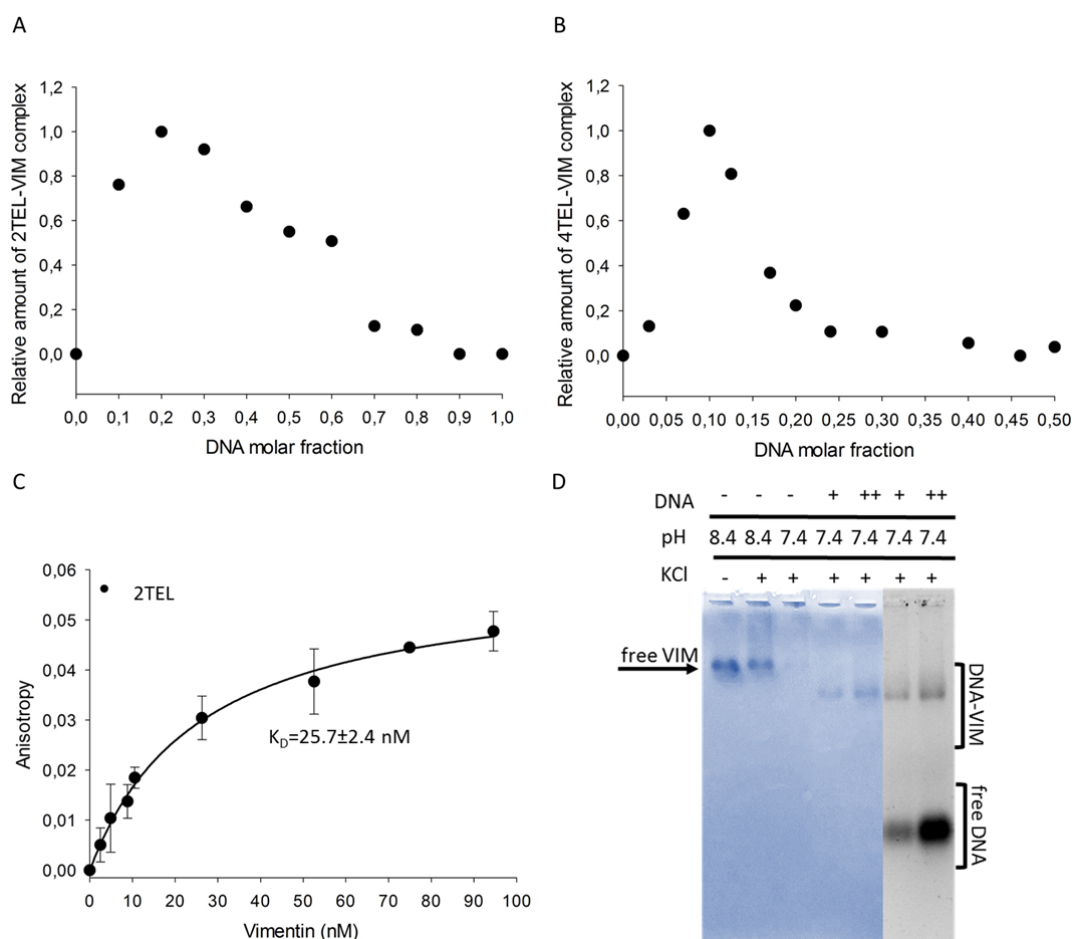 A
Relative amount of 2TEL-VIM complex
1,2
1,0
0,8
0,6
0,4
0,2
0,0
0,0 0,1 0,2 0,3 0,4 0,5 0,6 0,7 0,8 0,9 1,0
DNA molar fraction
B
Relative amount of 4TEL-VIM complex
1,2
1,0
0,8
0,6
0,4
0,2
0,0
0,00 0,05 0,10 0,15 0,20 0,25 0,30 0,35 0,40 0,45 0,50
DNA molar fraction
C
Anisotropy
0,06
0,05
0,04
0,03
0,02
0,01
0,00
2TEL
K_D=25.7±2.4 nM
0 10 20 30 40 50 60 70 80 90 100
Vimentin (nM)
D
DNA - - - + ++ + ++
pH 8.4 8.4 7.4 7.4 7.4 7.4 7.4
KCl - + + + + + +
free VIM
DNA-VIM
free DNA